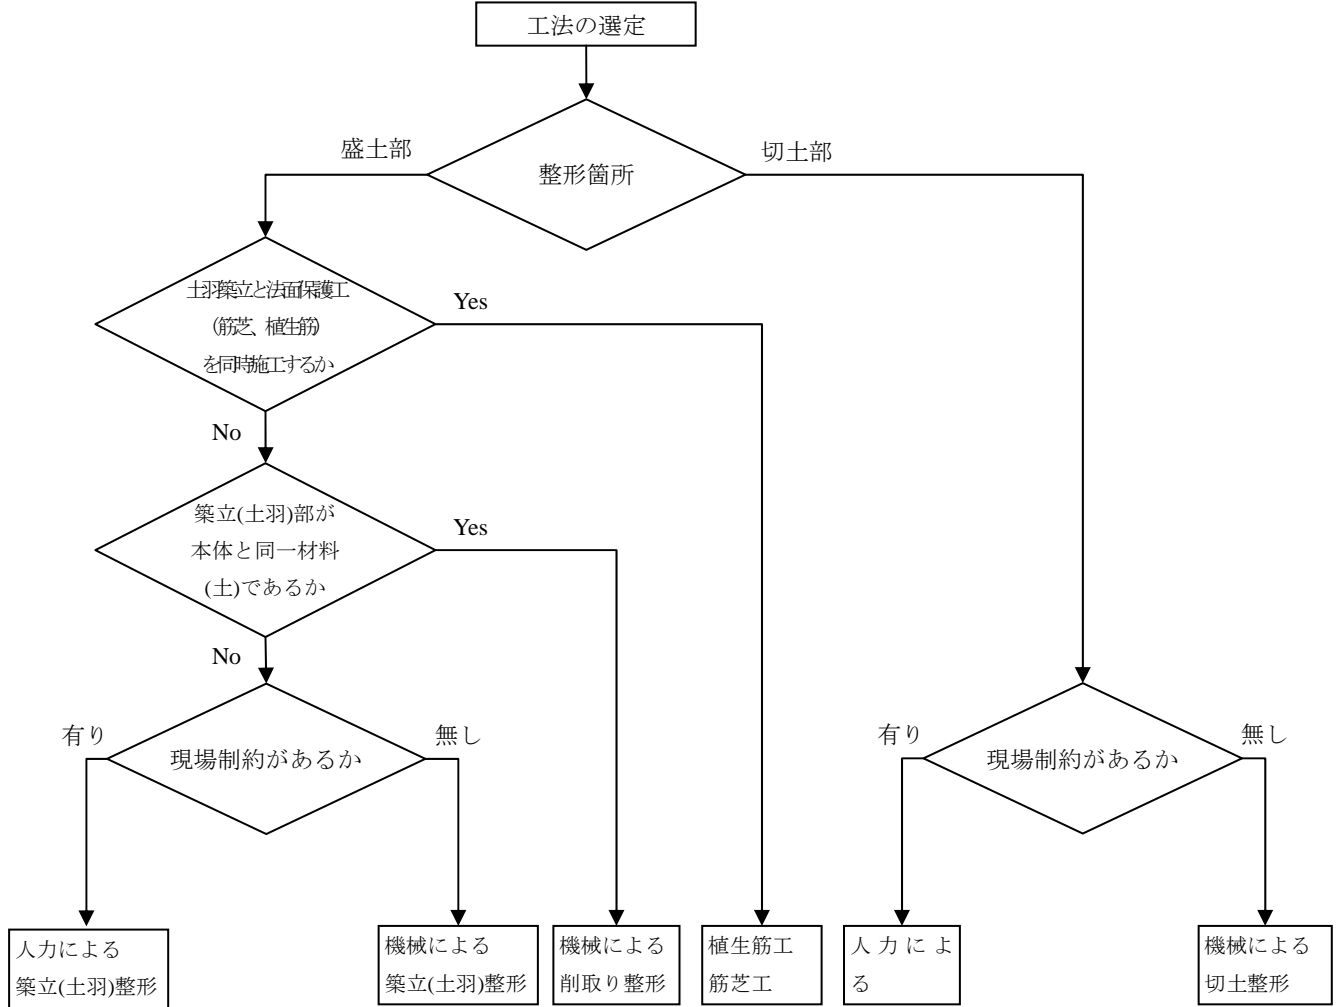 工法の選定
盛土部
切土部
整形箇所
土羽築立と法面保護工
(筋芝、植生筋)
を同時施工するか
Yes
No
築立(土羽)部が
本体と同一材料
(土)であるか
Yes
No
有り
現場制約があるか
無し
有り
現場制約があるか
無し
人力による
築立(土羽)整形
機械による
築立(土羽)整形
機械による
削取り整形
植生筋工
筋芝工
人力によ
る
機械による
切土整形